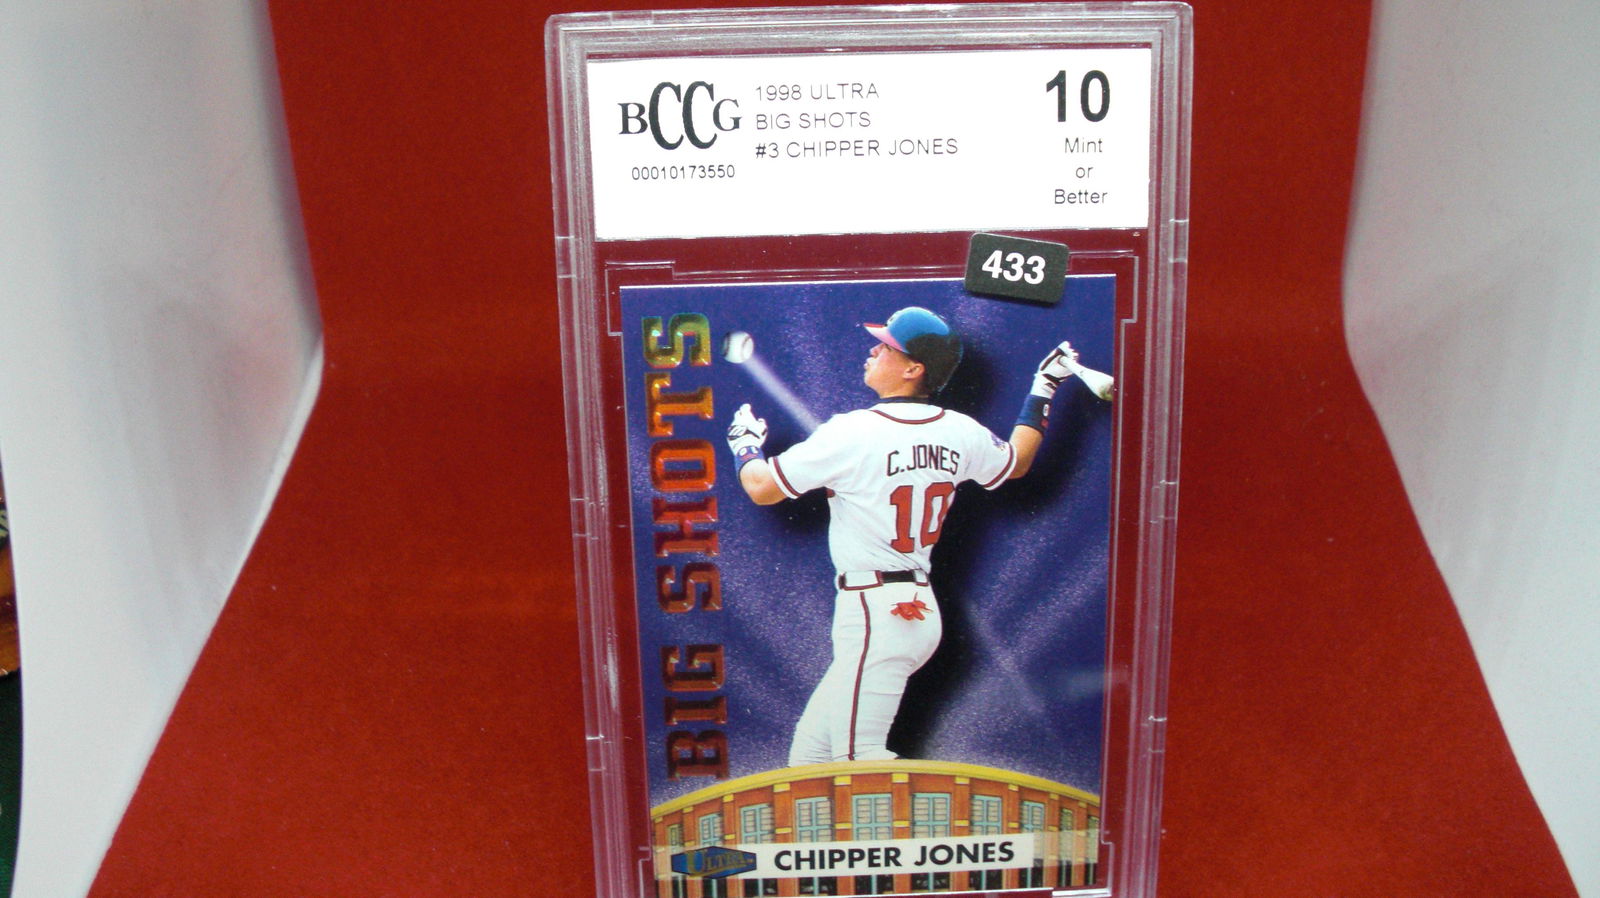 BCCG
00010173550
1998 ULTRA
BIG SHOTS
#3 CHIPPER JONES
10
Mint
or
Better
433
BIG SHOTS
C.JONES
10
ULTRA
CHIPPER JONES